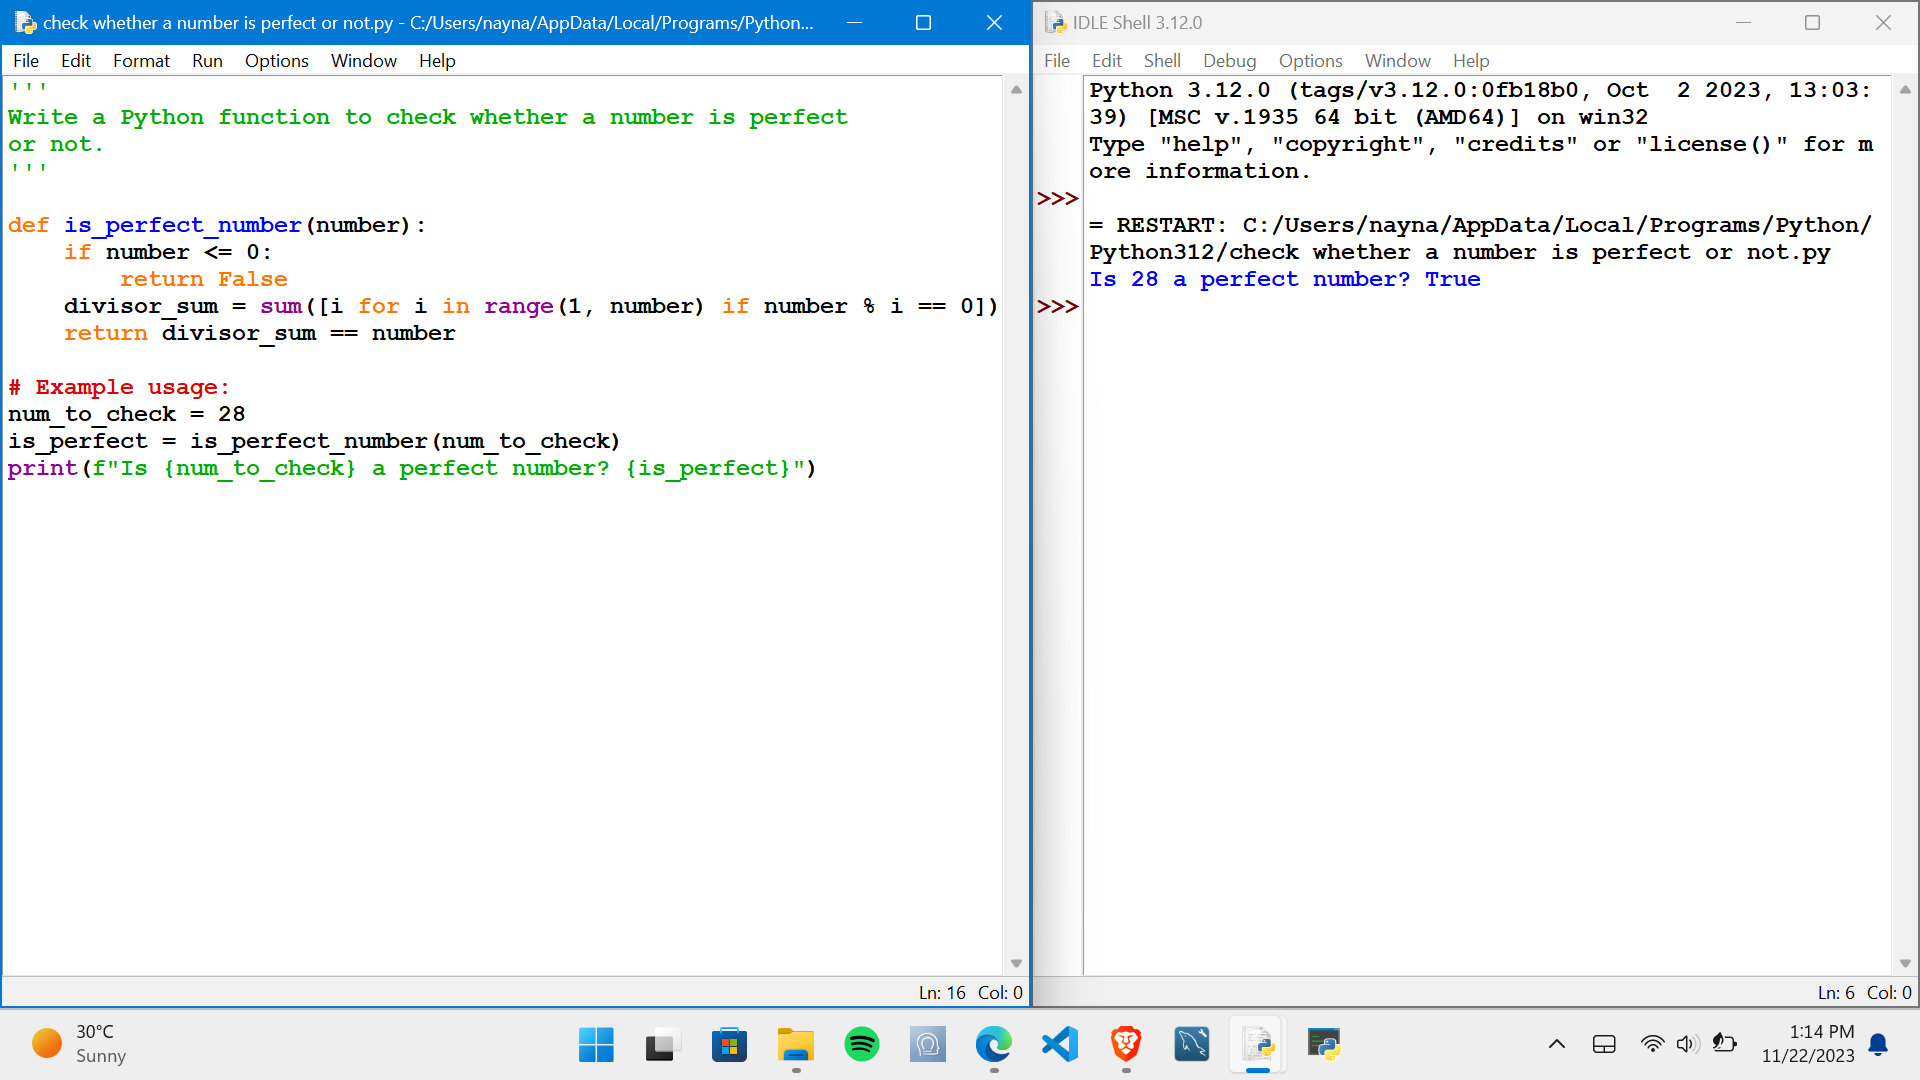 check whether a number is perfect or not.py - C:/Users/nayna/AppData/Local/Programs/Python...
File Edit Format Run Options Window Help
'''
Write a Python function to check whether a number is perfect
or not.
'''
def is_perfect_number(number):
    if number <= 0:
        return False
    divisor_sum = sum([i for i in range(1, number) if number % i == 0])
    return divisor_sum == number
# Example usage:
num_to_check = 28
is_perfect = is_perfect_number(num_to_check)
print(f"Is {num_to_check} a perfect number? {is_perfect}")
Ln: 16 Col: 0
IDLE Shell 3.12.0
File Edit Shell Debug Options Window Help
Python 3.12.0 (tags/v3.12.0:0fb18b0, Oct  2 2023, 13:03:
39) [MSC v.1935 64 bit (AMD64)] on win32
Type "help", "copyright", "credits" or "license()" for m
ore information.
>>>
= RESTART: C:/Users/nayna/AppData/Local/Programs/Python/
Python312/check whether a number is perfect or not.py
Is 28 a perfect number? True
>>>
Ln: 6 Col: 0
30°C
Sunny
1:14 PM
11/22/2023